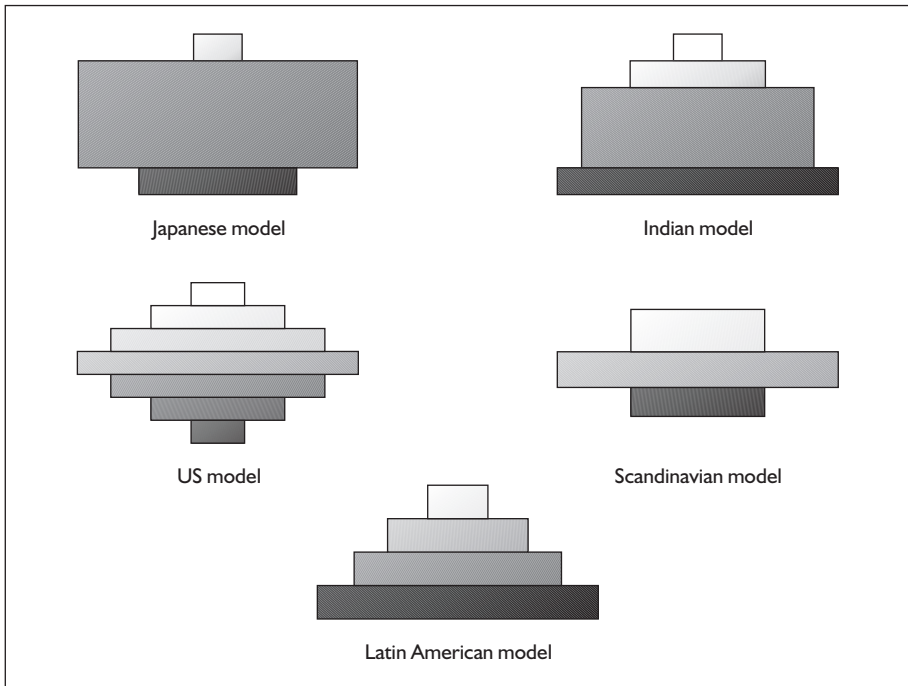 Japanese model
Indian model
US model
Scandinavian model
Latin American model